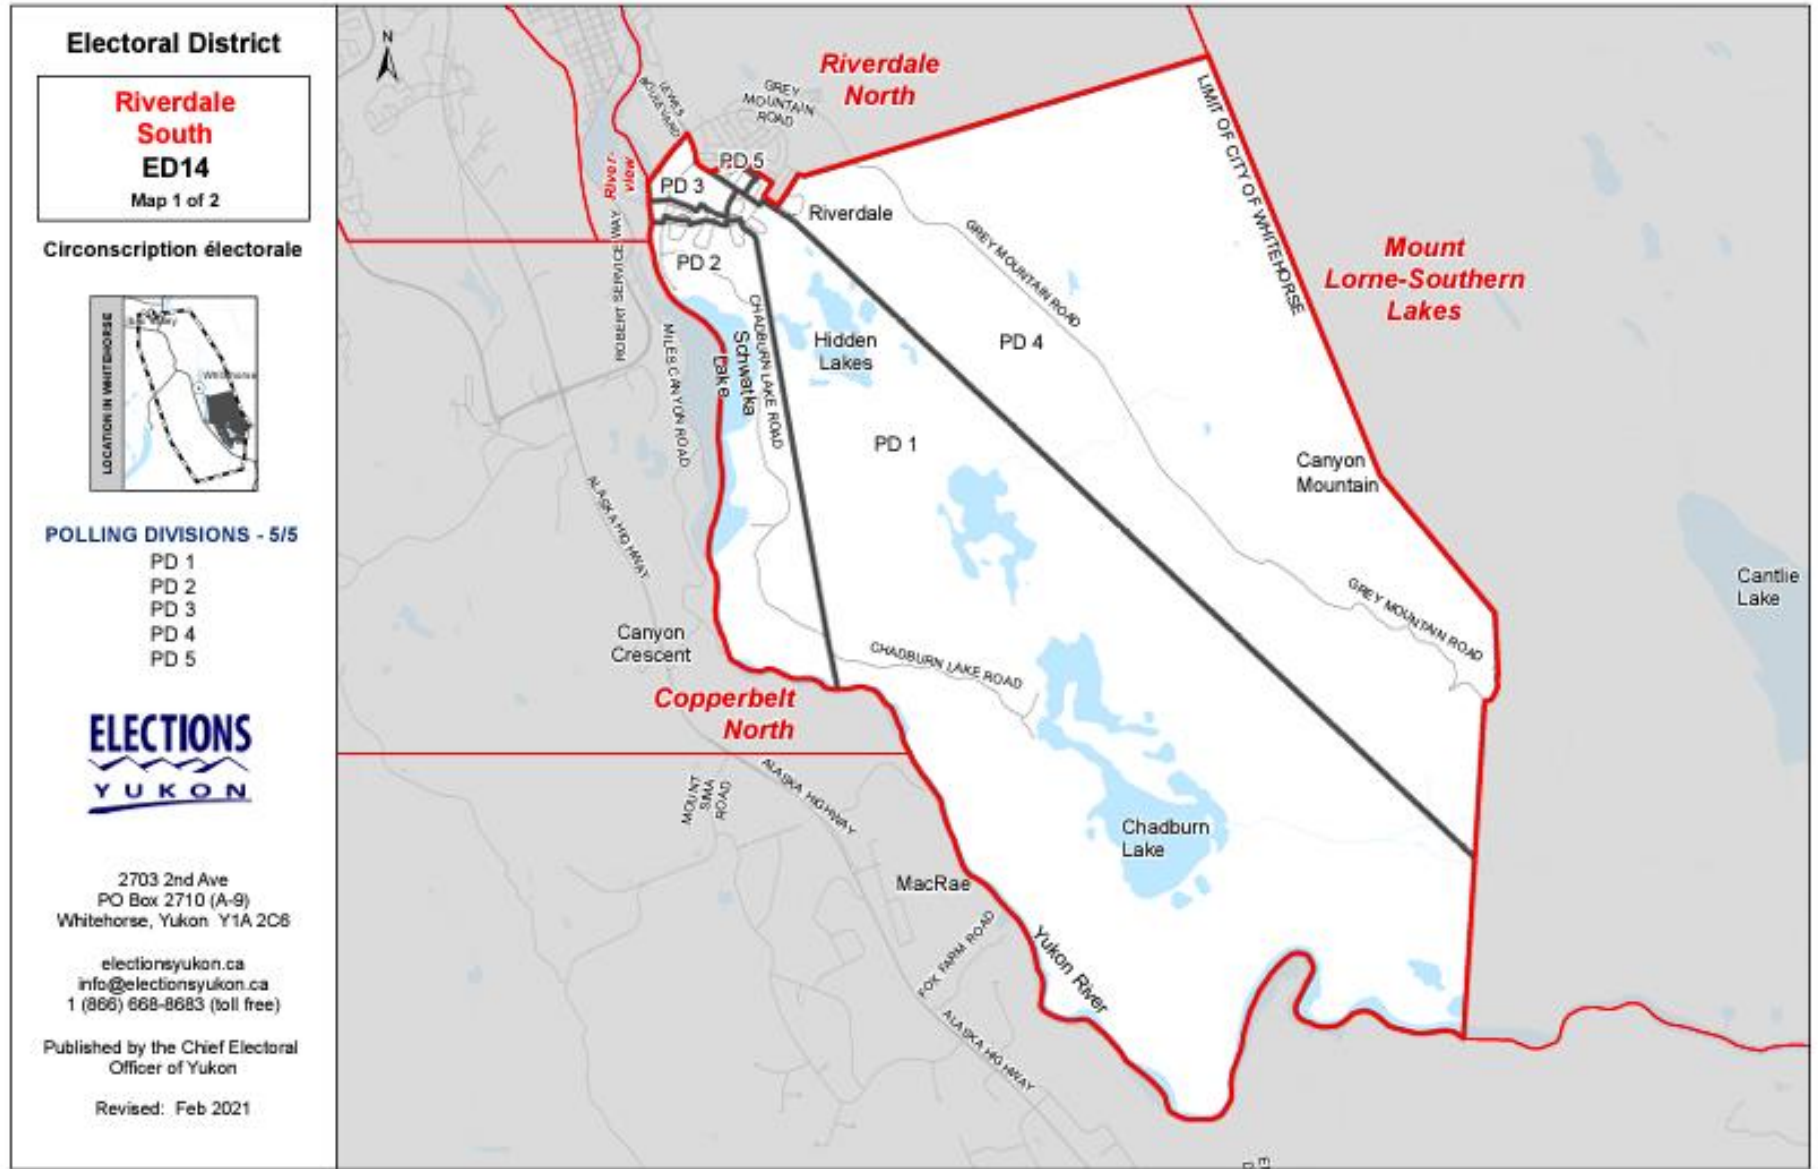 Electoral District
Riverdale
South
ED14
Map 1 of 2
Circonscription électorale
LOCATION IN WHITEHORSE
POLLING DIVISIONS - 5/5
PD 1
PD 2
PD 3
PD 4
PD 5
ELECTIONS
YUKON
2703 2nd Ave
PO Box 2710 (A-9)
Whitehorse, Yukon Y1A 2C6
electionsyukon.ca
info@electionsyukon.ca
1 (866) 668-8683 (toll free)
Published by the Chief Electoral
Officer of Yukon
Revised: Feb 2021
N
LEWES
BOULEVARD
GREY
MOUNTAIN
ROAD
Riverdale
North
LIMIT OF CITY OF WHITEHORSE
River-
view
PD 5
PD 3
Riverdale
GREY MOUNTAIN ROAD
Mount
Lorne-Southern
Lakes
ROBERT SERVICE WAY
PD 2
MILES CANYON ROAD
Schwatka
Lake
CHADBURN LAKE ROAD
Hidden
Lakes
PD 4
PD 1
Canyon
Mountain
ALASKA HIGHWAY
Cantlie
Lake
GREY MOUNTAIN ROAD
Canyon
Crescent
CHADBURN LAKE ROAD
Copperbelt
North
MOUNT
SIMA
ROAD
ALASKA HIGHWAY
Chadburn
Lake
MacRae
FOX FARM ROAD
Yukon River
ALASKA HIGHWAY